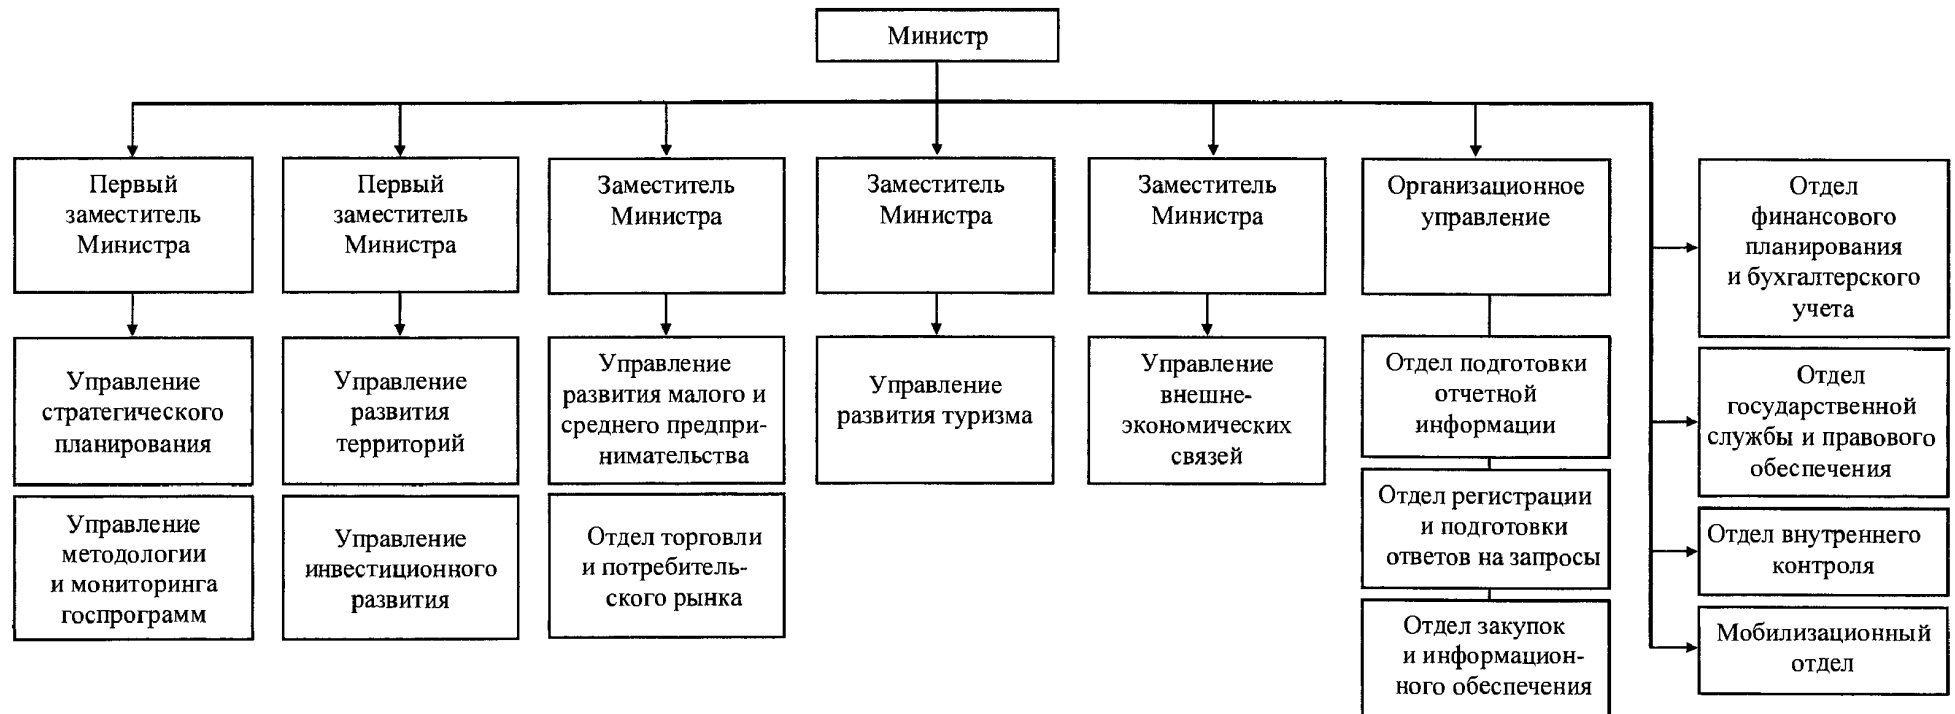 Министр
Первый
заместитель
Министра
Первый
заместитель
Министра
Заместитель
Министра
Заместитель
Министра
Заместитель
Министра
Организационное
управление
Отдел
финансового
планирования
и бухгалтерского
учета
Управление
стратегического
планирования
Управление
развития
территорий
Управление
развития малого и
среднего предпри-
нимательства
Управление
развития туризма
Управление
внешне-
экономических
связей
Отдел подготовки
отчетной
информации
Отдел
государственной
службы и правового
обеспечения
Управление
методологии
и мониторинга
госпрограмм
Управление
инвестиционного
развития
Отдел торговли
и потребитель-
ского рынка
Отдел регистрации
и подготовки
ответов на запросы
Отдел внутреннего
контроля
Отдел закупок
и информацион-
ного обеспечения
Мобилизационный
отдел